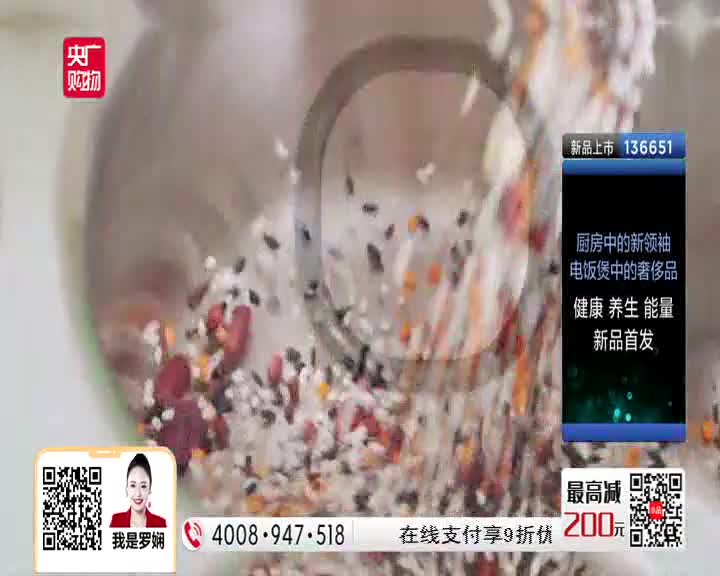 央广
购物
新品上市 136651
厨房中的新领袖
电饭煲中的奢侈品
健康 养生 能量
新品首发
我是罗娴
4008·947·518
在线支付享9折优
最高减
200元